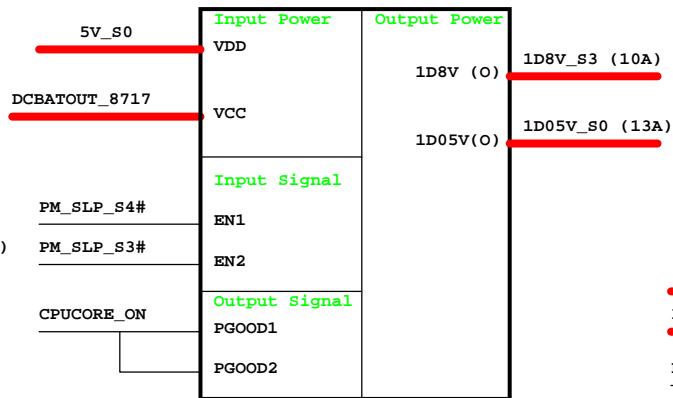 Input Power
Output Power
5V_S0
VDD
1D8V (O)
1D8V_S3 (10A)
DCBATOUT_8717
VCC
1D05V(O)
1D05V_S0 (13A)
Input Signal
PM_SLP_S4#
EN1
)
PM_SLP_S3#
EN2
Output Signal
CPUCORE_ON
PGOOD1
PGOOD2